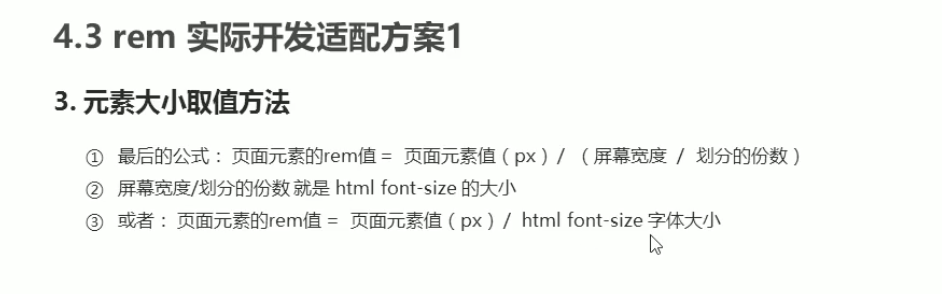 4.3 rem 实际开发适配方案1
3. 元素大小取值方法
① 最后的公式： 页面元素的rem值 = 页面元素值（px）/ （屏幕宽度 / 划分的份数）
② 屏幕宽度/划分的份数 就是 html font-size 的大小
③ 或者： 页面元素的rem值 = 页面元素值（px）/ html font-size 字体大小